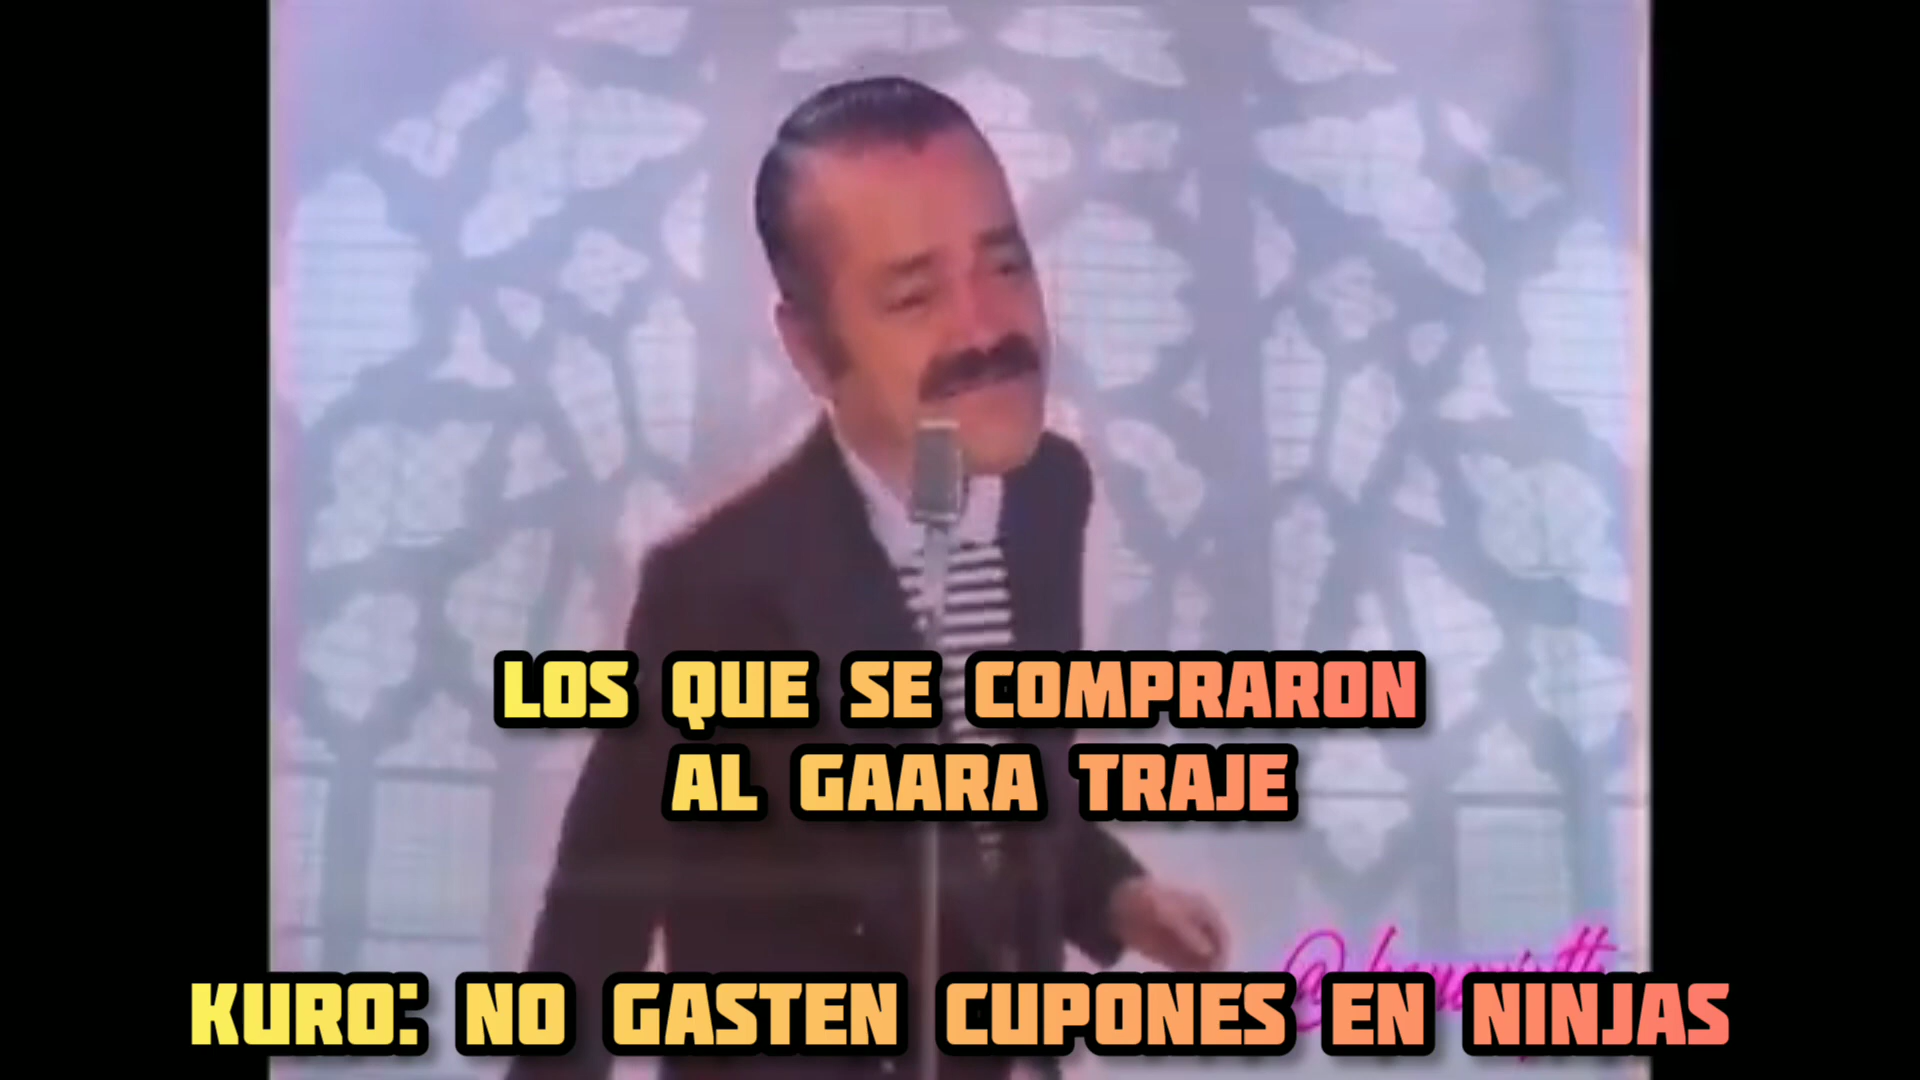 LOS QUE SE COMPRARON
AL GAARA TRAJE
KURO: NO GASTEN CUPONES EN NINJAS